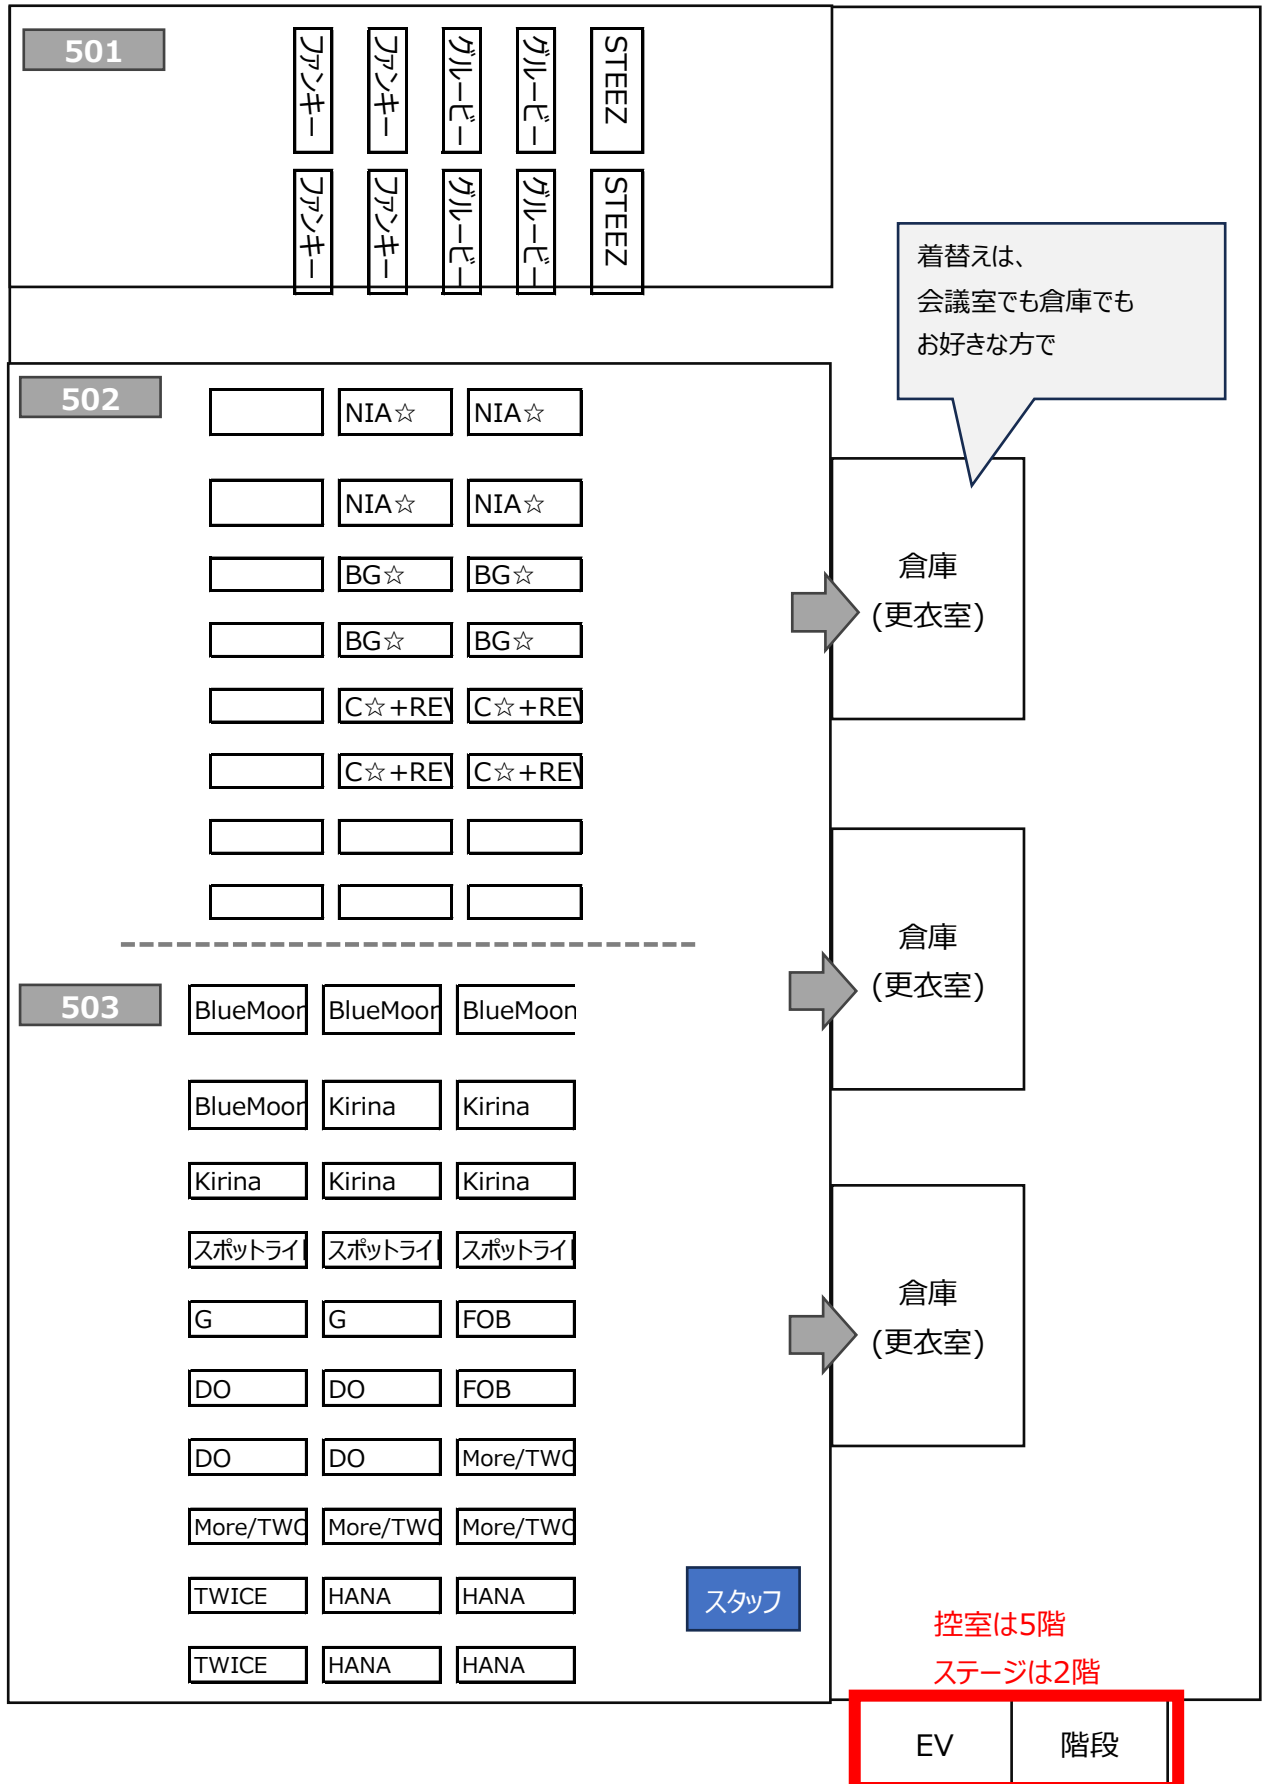 501
ファンキー ファンキー グルービー グルービー STEEZ
ファンキー ファンキー グルービー グルービー STEEZ
着替えは、
会議室でも倉庫でも
お好きな方で
502
NIA☆ NIA☆
NIA☆ NIA☆
BG☆ BG☆
BG☆ BG☆
C☆+REV C☆+REV
C☆+REV C☆+REV
倉庫
(更衣室)
倉庫
(更衣室)
503
BlueMoon BlueMoon BlueMoon
BlueMoon Kirina Kirina
Kirina Kirina Kirina
スポットライト スポットライト スポットライト
G G FOB
DO DO FOB
DO DO More/TWO
More/TWO More/TWO More/TWO
TWICE HANA HANA
TWICE HANA HANA
倉庫
(更衣室)
スタッフ
控室は5階
ステージは2階
EV 階段